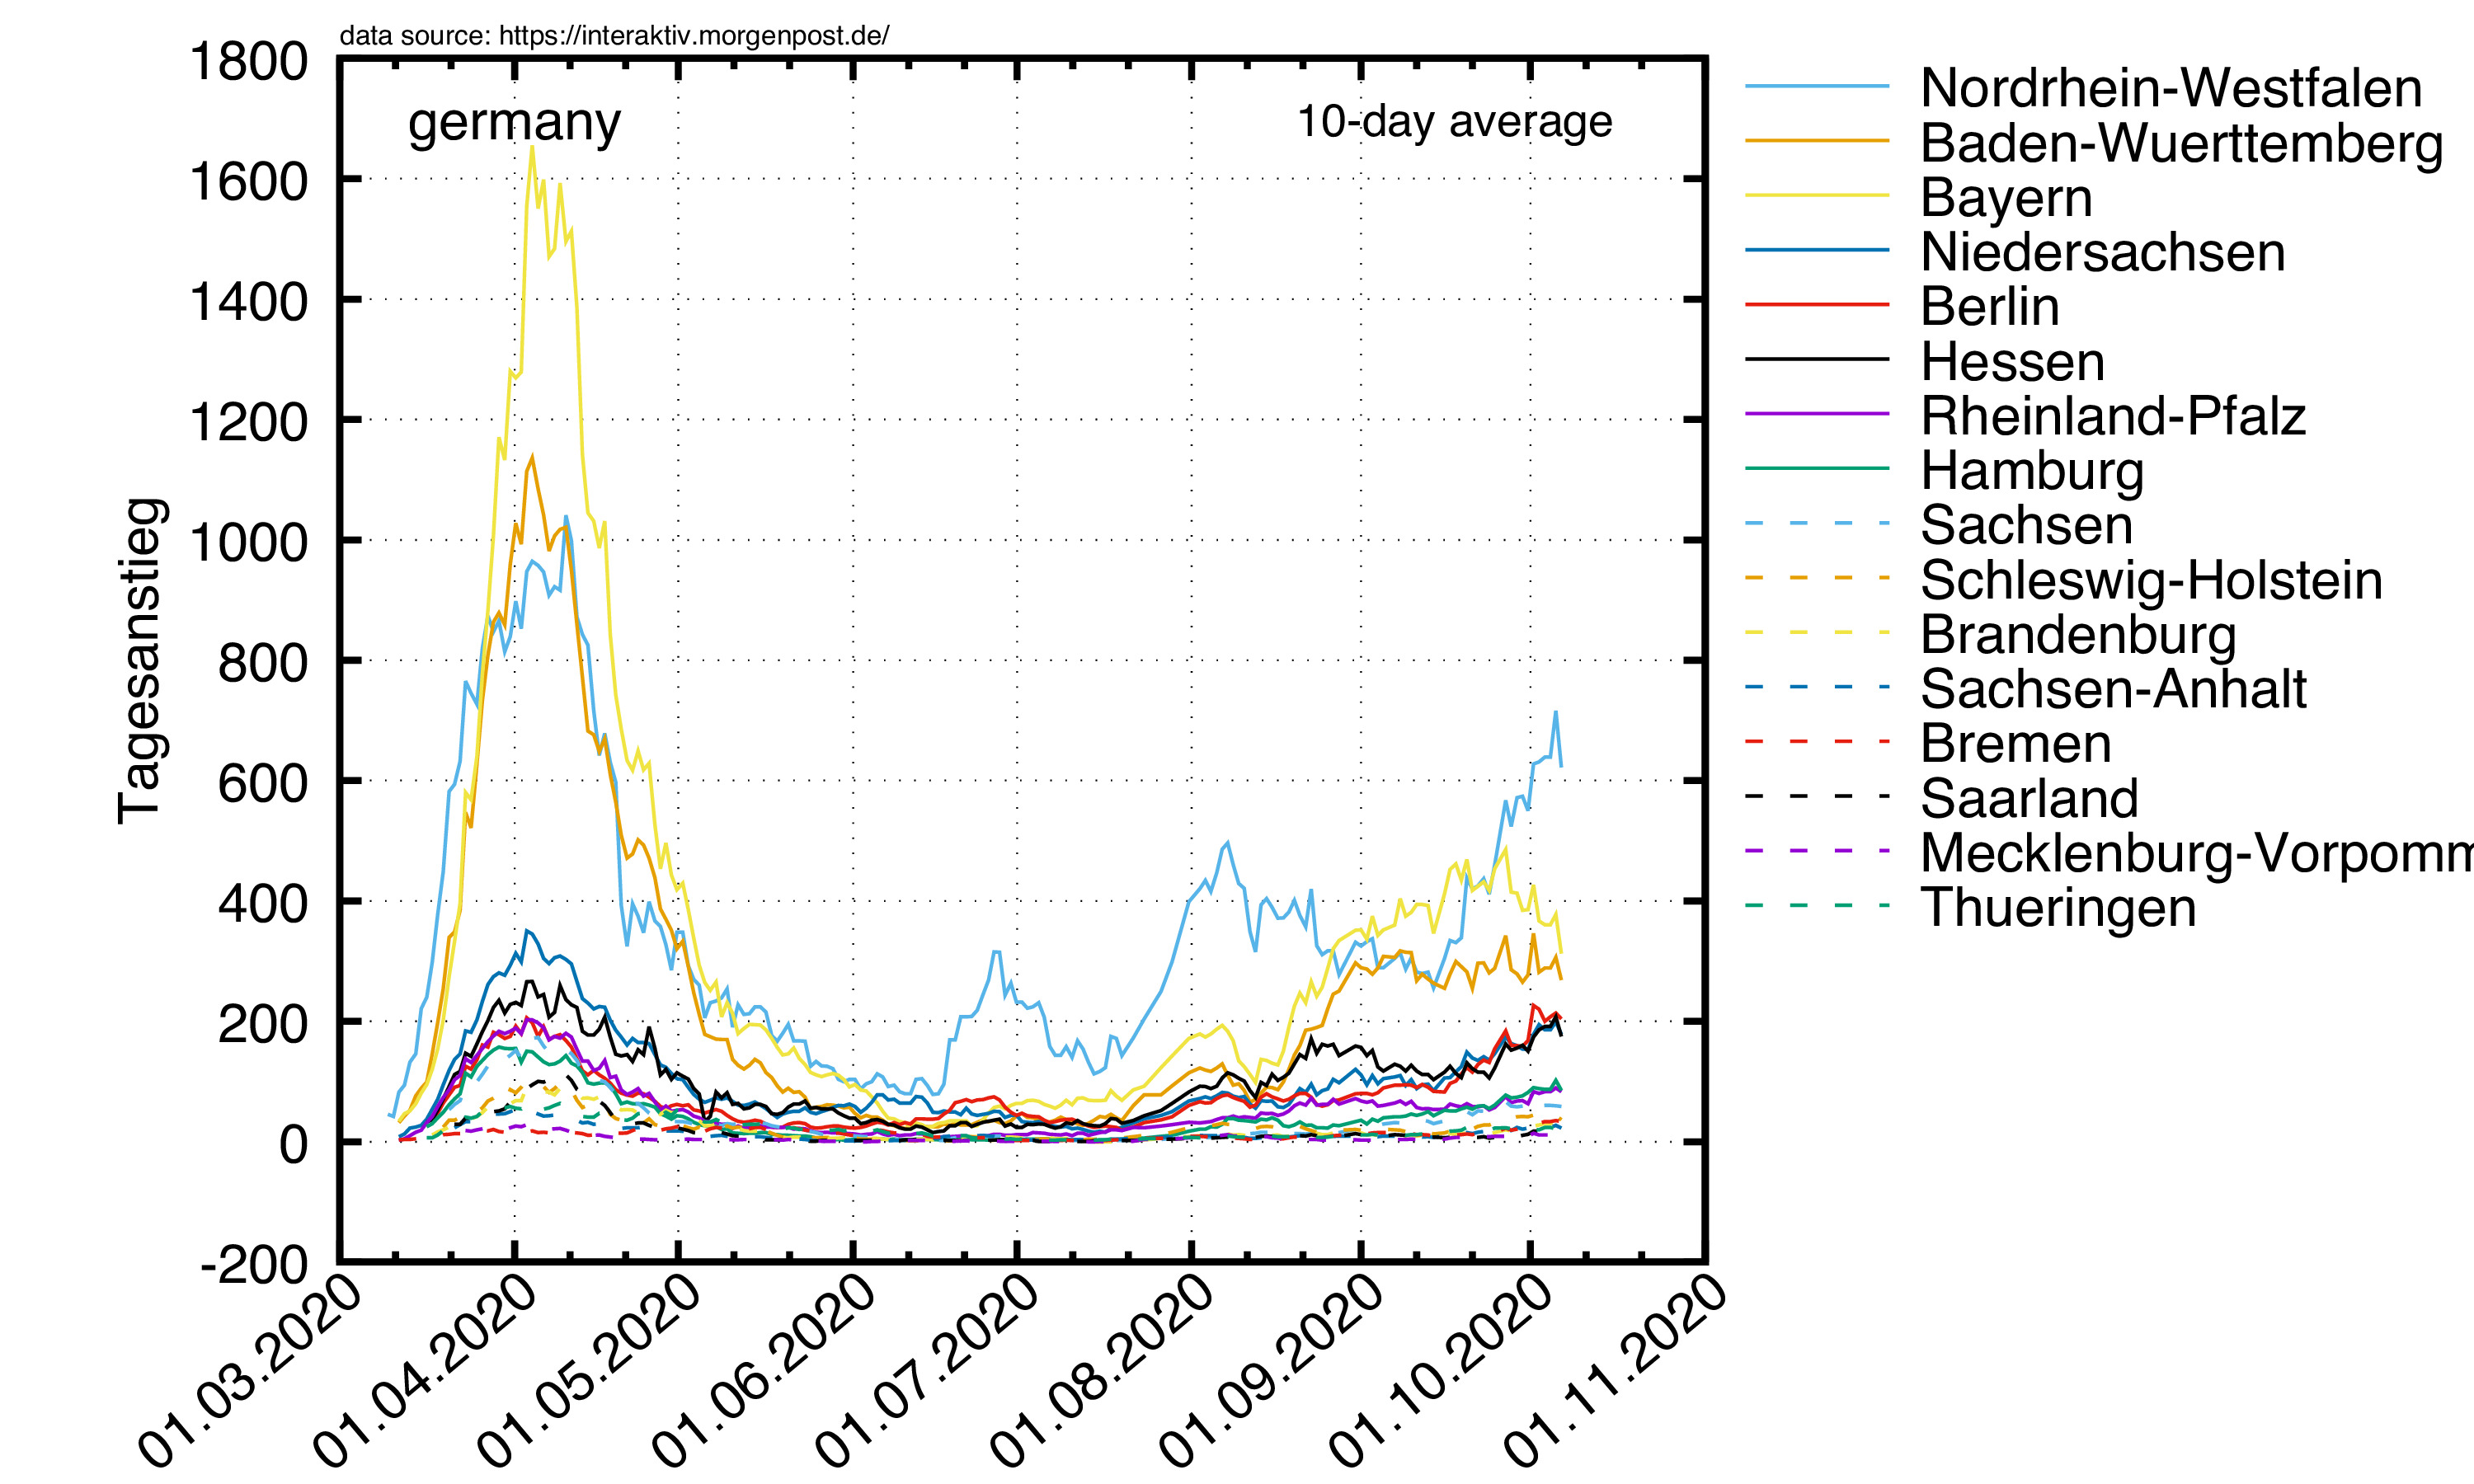 data source: https://interaktiv.morgenpost.de/
germany
10-day average
Tagesanstieg
1800
1600
1400
1200
1000
800
600
400
200
0
-200
01.03.2020
01.04.2020
01.05.2020
01.06.2020
01.07.2020
01.08.2020
01.09.2020
01.10.2020
01.11.2020
Nordrhein-Westfalen
Baden-Wuerttemberg
Bayern
Niedersachsen
Berlin
Hessen
Rheinland-Pfalz
Hamburg
Sachsen
Schleswig-Holstein
Brandenburg
Sachsen-Anhalt
Bremen
Saarland
Mecklenburg-Vorpomm
Thueringen